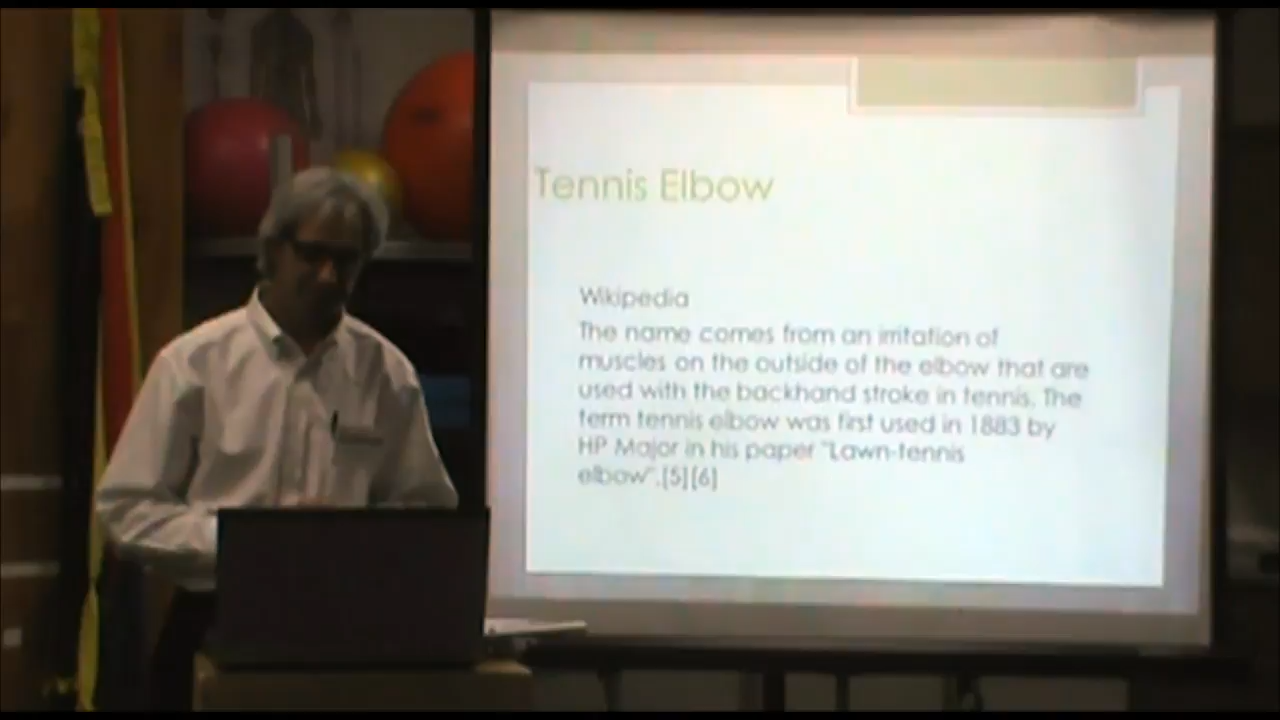 Tennis Elbow
Wikipedia
The name comes from an irritation of
muscles on the outside of the elbow that are
used with the backhand stroke in tennis. The
term tennis elbow was first used in 1883 by
HP Major in his paper "Lawn-tennis
elbow".[5][6]